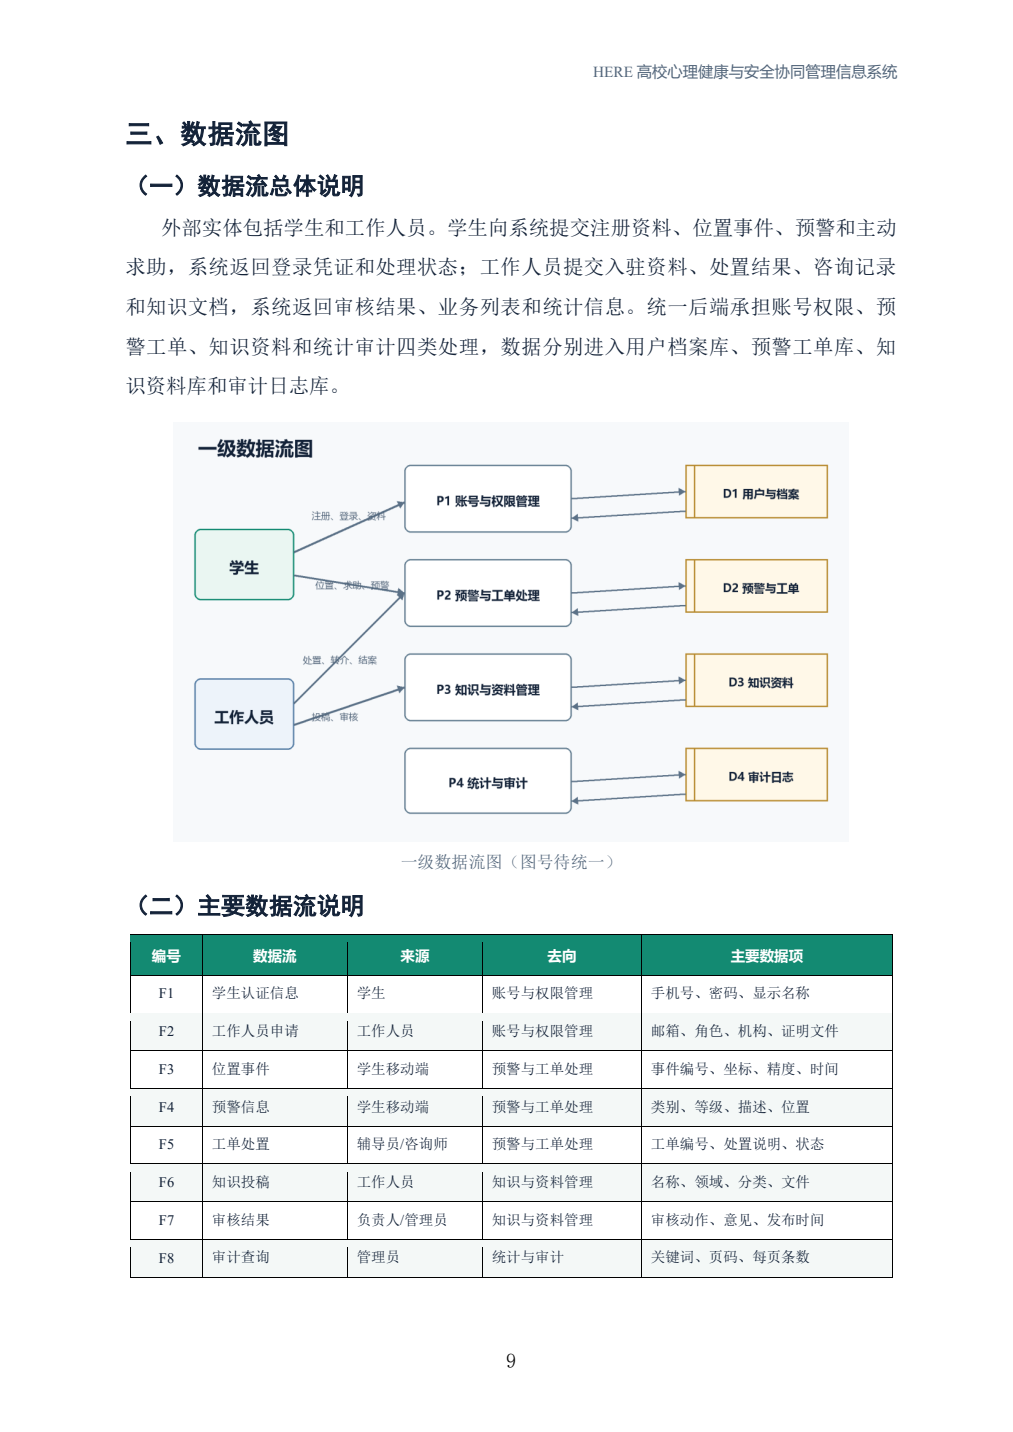 HERE 高校心理健康与安全协同管理信息系统
三、数据流图
（一）数据流总体说明
外部实体包括学生和工作人员。学生向系统提交注册资料、位置事件、预警和主动
求助，系统返回登录凭证和处理状态；工作人员提交入驻资料、处置结果、咨询记录
和知识文档，系统返回审核结果、业务列表和统计信息。统一后端承担账号权限、预
警工单、知识资料和统计审计四类处理，数据分别进入用户档案库、预警工单库、知
识资料库和审计日志库。
一级数据流图
P1 账号与权限管理
D1 用户与档案
注册、登录、资料
学生
位置、求助、预警
P2 预警与工单处理
D2 预警与工单
处置、转介、结案
工作人员
投稿、审核
P3 知识与资料管理
D3 知识资料
P4 统计与审计
D4 审计日志
一级数据流图（图号待统一）
（二）主要数据流说明
编号 数据流 来源 去向 主要数据项
F1 学生认证信息 学生 账号与权限管理 手机号、密码、显示名称
F2 工作人员申请 工作人员 账号与权限管理 邮箱、角色、机构、证明文件
F3 位置事件 学生移动端 预警与工单处理 事件编号、坐标、精度、时间
F4 预警信息 学生移动端 预警与工单处理 类别、等级、描述、位置
F5 工单处置 辅导员/咨询师 预警与工单处理 工单编号、处置说明、状态
F6 知识投稿 工作人员 知识与资料管理 名称、领域、分类、文件
F7 审核结果 负责人/管理员 知识与资料管理 审核动作、意见、发布时间
F8 审计查询 管理员 统计与审计 关键词、页码、每页条数
9